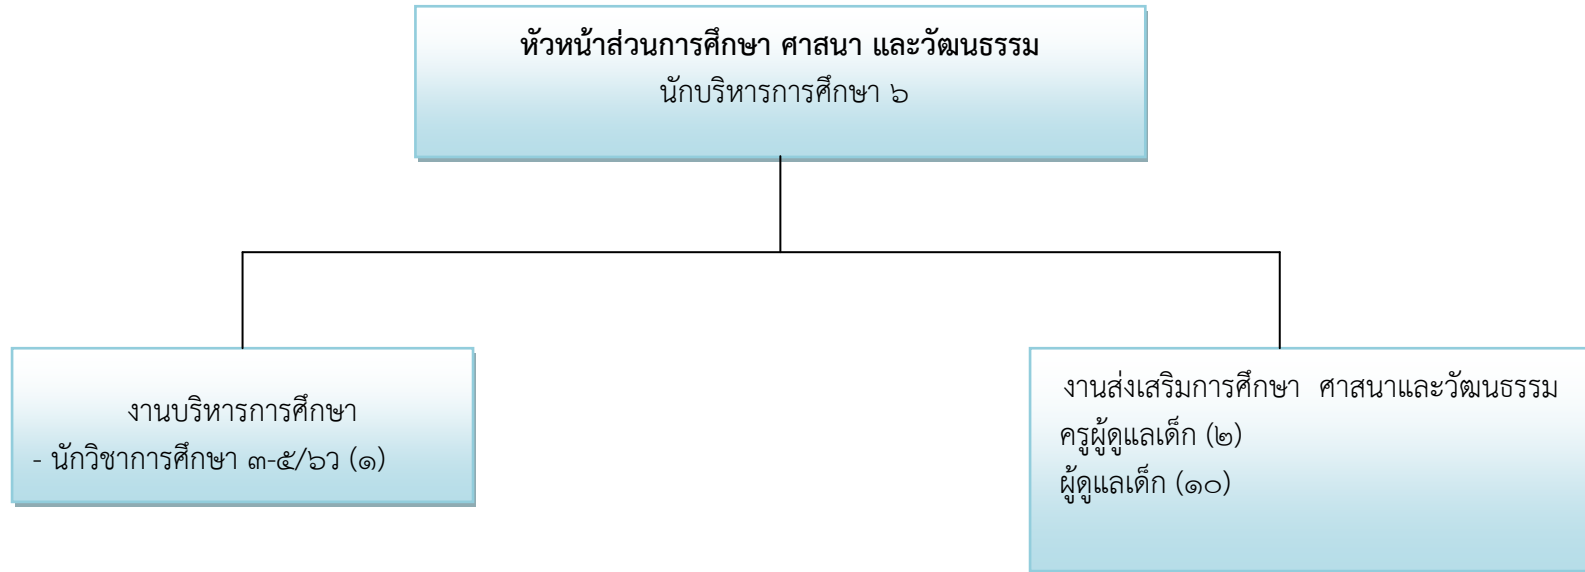 หัวหน้าส่วนการศึกษา ศาสนา และวัฒนธรรม
นักบริหารการศึกษา ๖
งานบริหารการศึกษา
- นักวิชาการศึกษา ๓-๕/๖ว (๑)
งานส่งเสริมการศึกษา ศาสนาและวัฒนธรรม
ครูผู้ดูแลเด็ก (๒)
ผู้ดูแลเด็ก (๑๐)